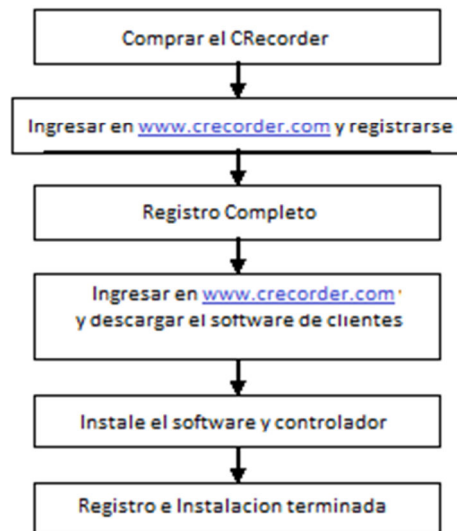 Comprar el CRecorder
Ingresar en www.crecorder.com y registrarse
Registro Completo
Ingresar en www.crecorder.com
y descargar el software de clientes
Instale el software y controlador
Registro e Instalacion terminada